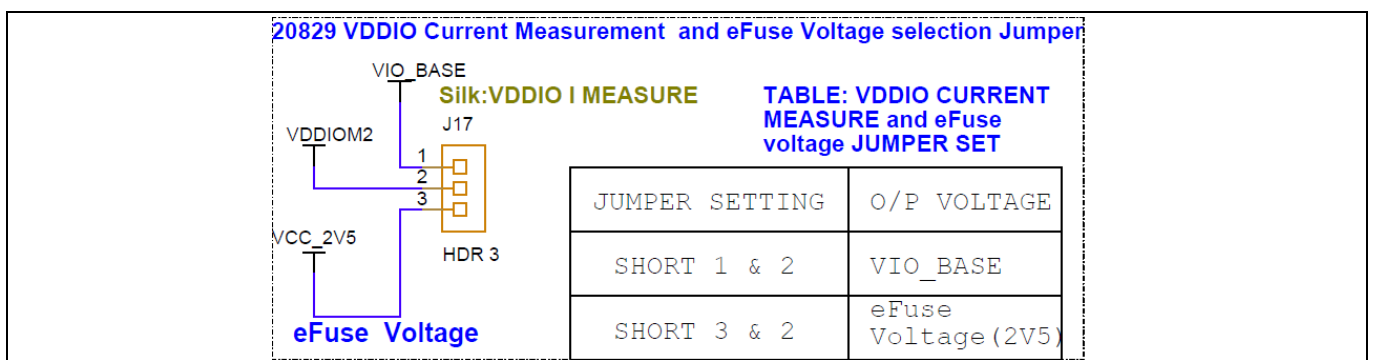 20829 VDDIO Current Measurement and eFuse Voltage selection Jumper
VIO_BASE
Silk:VDDIO I MEASURE
J17
VDDIOM2
1
2
3
VCC_2V5
HDR 3
eFuse Voltage
TABLE: VDDIO CURRENT
MEASURE and eFuse
voltage JUMPER SET
JUMPER SETTING O/P VOLTAGE
SHORT 1 & 2 VIO_BASE
SHORT 3 & 2 eFuse
Voltage(2V5)